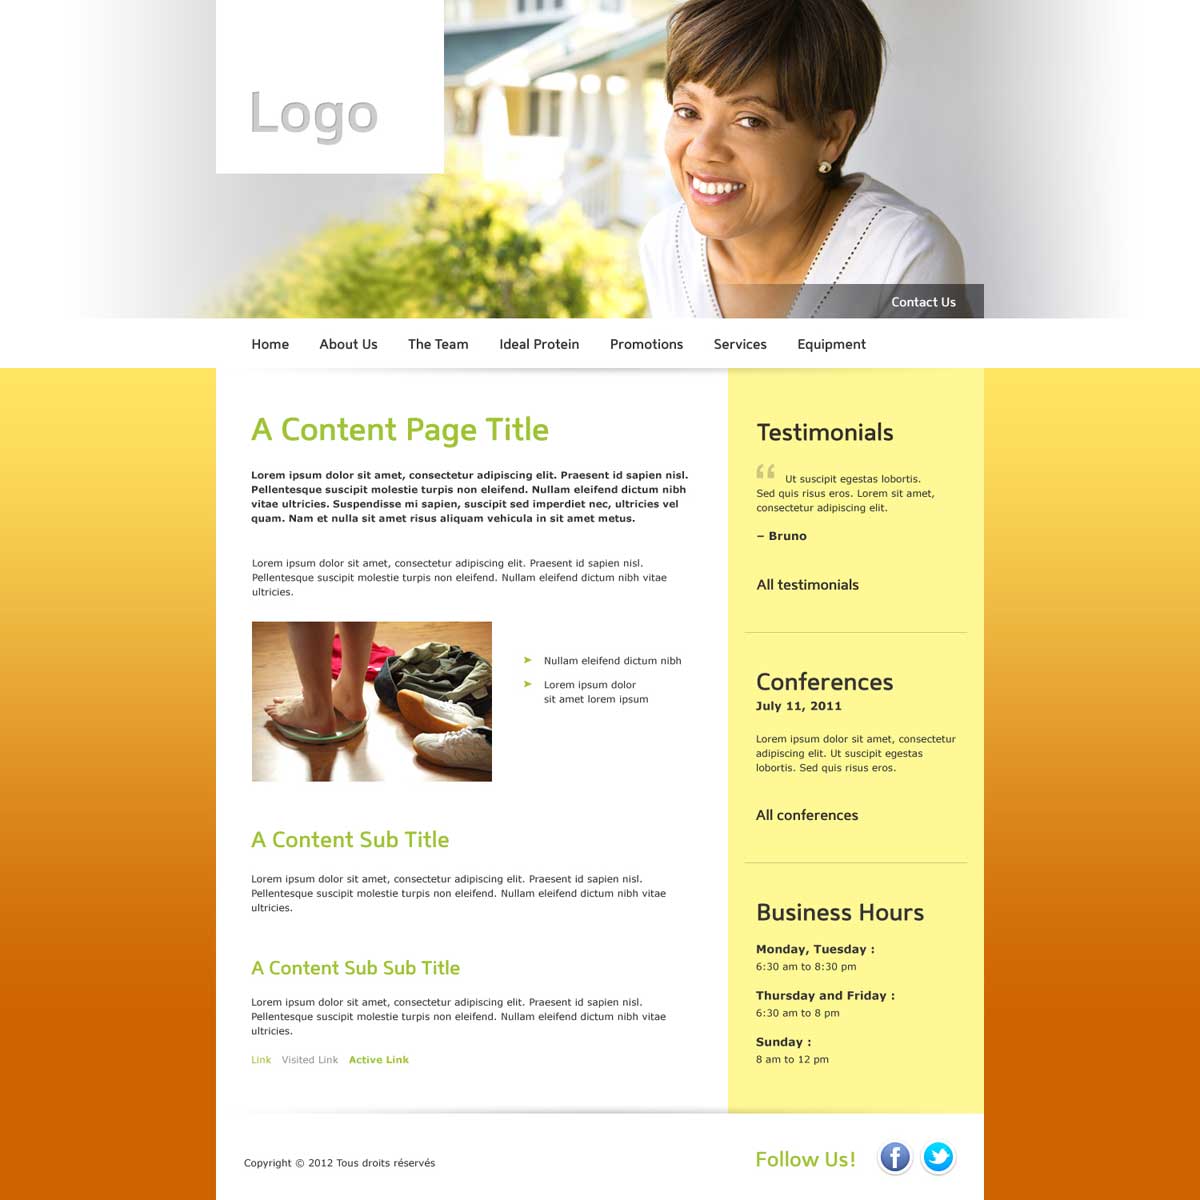 Logo
Contact Us
Home About Us The Team Ideal Protein Promotions Services Equipment
A Content Page Title
Lorem ipsum dolor sit amet, consectetur adipiscing elit. Praesent id sapien nisl.
Pellentesque suscipit molestie turpis non eleifend. Nullam eleifend dictum nibh
vitae ultricies. Suspendisse mi sapien, suscipit sed imperdiet nec, ultricies vel
quam. Nam et nulla sit amet risus aliquam vehicula in sit amet metus.
Lorem ipsum dolor sit amet, consectetur adipiscing elit. Praesent id sapien nisl.
Pellentesque suscipit molestie turpis non eleifend. Nullam eleifend dictum nibh vitae
ultricies.
Nullam eleifend dictum nibh
Lorem ipsum dolor
sit amet lorem ipsum
A Content Sub Title
Lorem ipsum dolor sit amet, consectetur adipiscing elit. Praesent id sapien nisl.
Pellentesque suscipit molestie turpis non eleifend. Nullam eleifend dictum nibh vitae
ultricies.
A Content Sub Sub Title
Lorem ipsum dolor sit amet, consectetur adipiscing elit. Praesent id sapien nisl.
Pellentesque suscipit molestie turpis non eleifend. Nullam eleifend dictum nibh vitae
ultricies.
Link Visited Link Active Link
Testimonials
“ Ut suscipit egestas lobortis.
Sed quis risus eros. Lorem sit amet,
consectetur adipiscing elit.
– Bruno
All testimonials
Conferences
July 11, 2011
Lorem ipsum dolor sit amet, consectetur
adipiscing elit. Ut suscipit egestas
lobortis. Sed quis risus eros.
All conferences
Business Hours
Monday, Tuesday :
6:30 am to 8:30 pm
Thursday and Friday :
6:30 am to 8 pm
Sunday :
8 am to 12 pm
Copyright © 2012 Tous droits réservés
Follow Us!
f